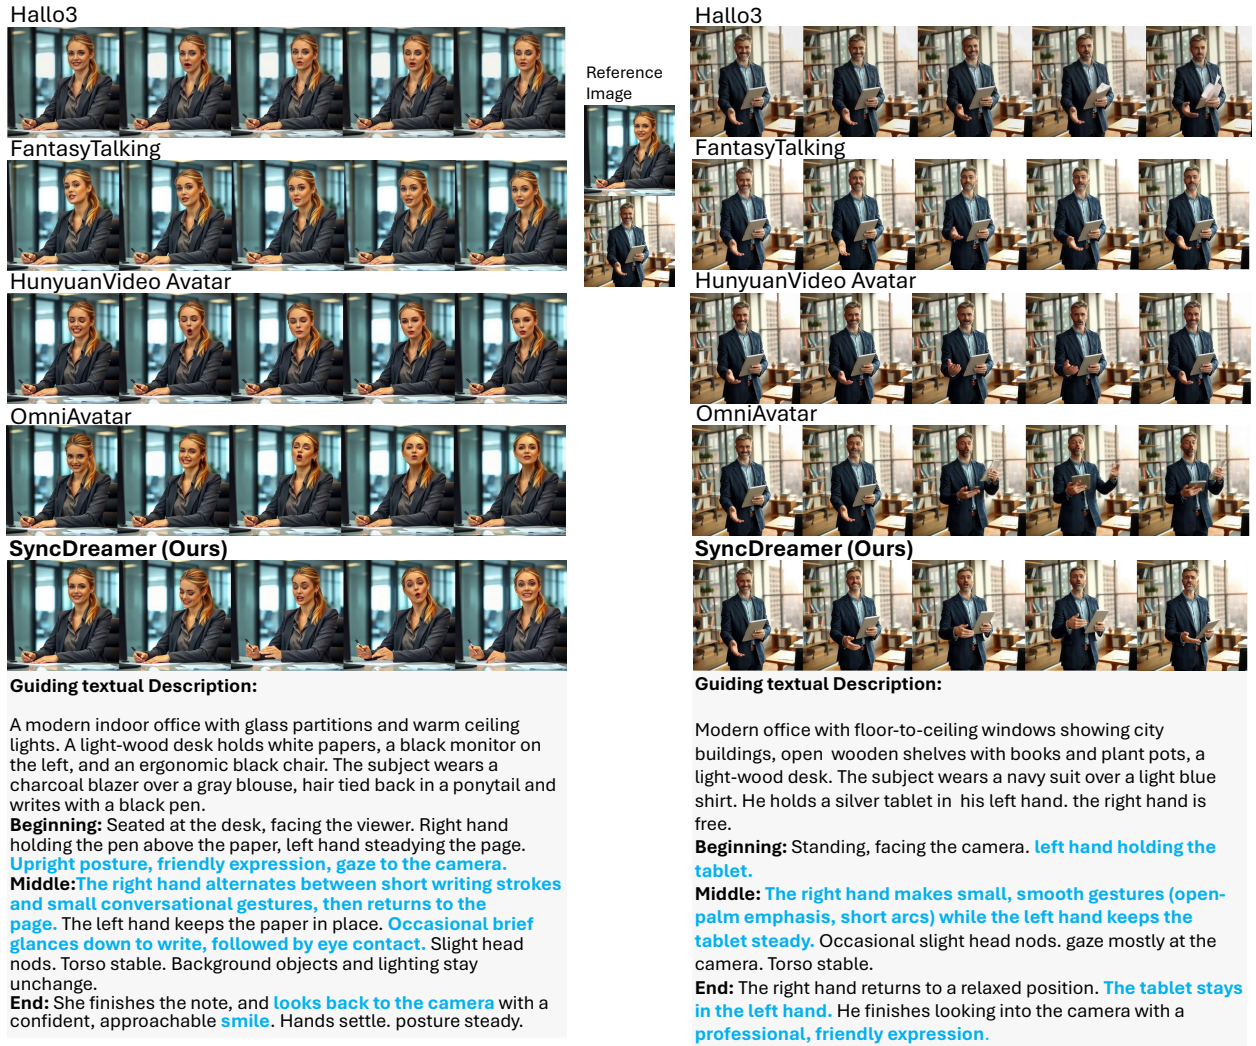 Hallo3
FantasyTalking
HunyuanVideo Avatar
OmniAvatar
SyncDreamer (Ours)
Guiding textual Description:
A modern indoor office with glass partitions and warm ceiling
lights. A light-wood desk holds white papers, a black monitor on
the left, and an ergonomic black chair. The subject wears a
charcoal blazer over a gray blouse, hair tied back in a ponytail and
writes with a black pen.
Beginning: Seated at the desk, facing the viewer. Right hand
holding the pen above the paper, left hand steadying the page.
Upright posture, friendly expression, gaze to the camera.
Middle:The right hand alternates between short writing strokes
and small conversational gestures, then returns to the
page. The left hand keeps the paper in place. Occasional brief
glances down to write, followed by eye contact. Slight head
nods. Torso stable. Background objects and lighting stay
unchange.
End: She finishes the note, and looks back to the camera with a
confident, approachable smile. Hands settle. posture steady.
Reference
Image
Hallo3
FantasyTalking
HunyuanVideo Avatar
OmniAvatar
SyncDreamer (Ours)
Guiding textual Description:
Modern office with floor-to-ceiling windows showing city
buildings, open wooden shelves with books and plant pots, a
light-wood desk. The subject wears a navy suit over a light blue
shirt. He holds a silver tablet in his left hand. the right hand is
free.
Beginning: Standing, facing the camera. left hand holding the
tablet.
Middle: The right hand makes small, smooth gestures (open-
palm emphasis, short arcs) while the left hand keeps the
tablet steady. Occasional slight head nods. gaze mostly at the
camera. Torso stable.
End: The right hand returns to a relaxed position. The tablet stays
in the left hand. He finishes looking into the camera with a
professional, friendly expression.